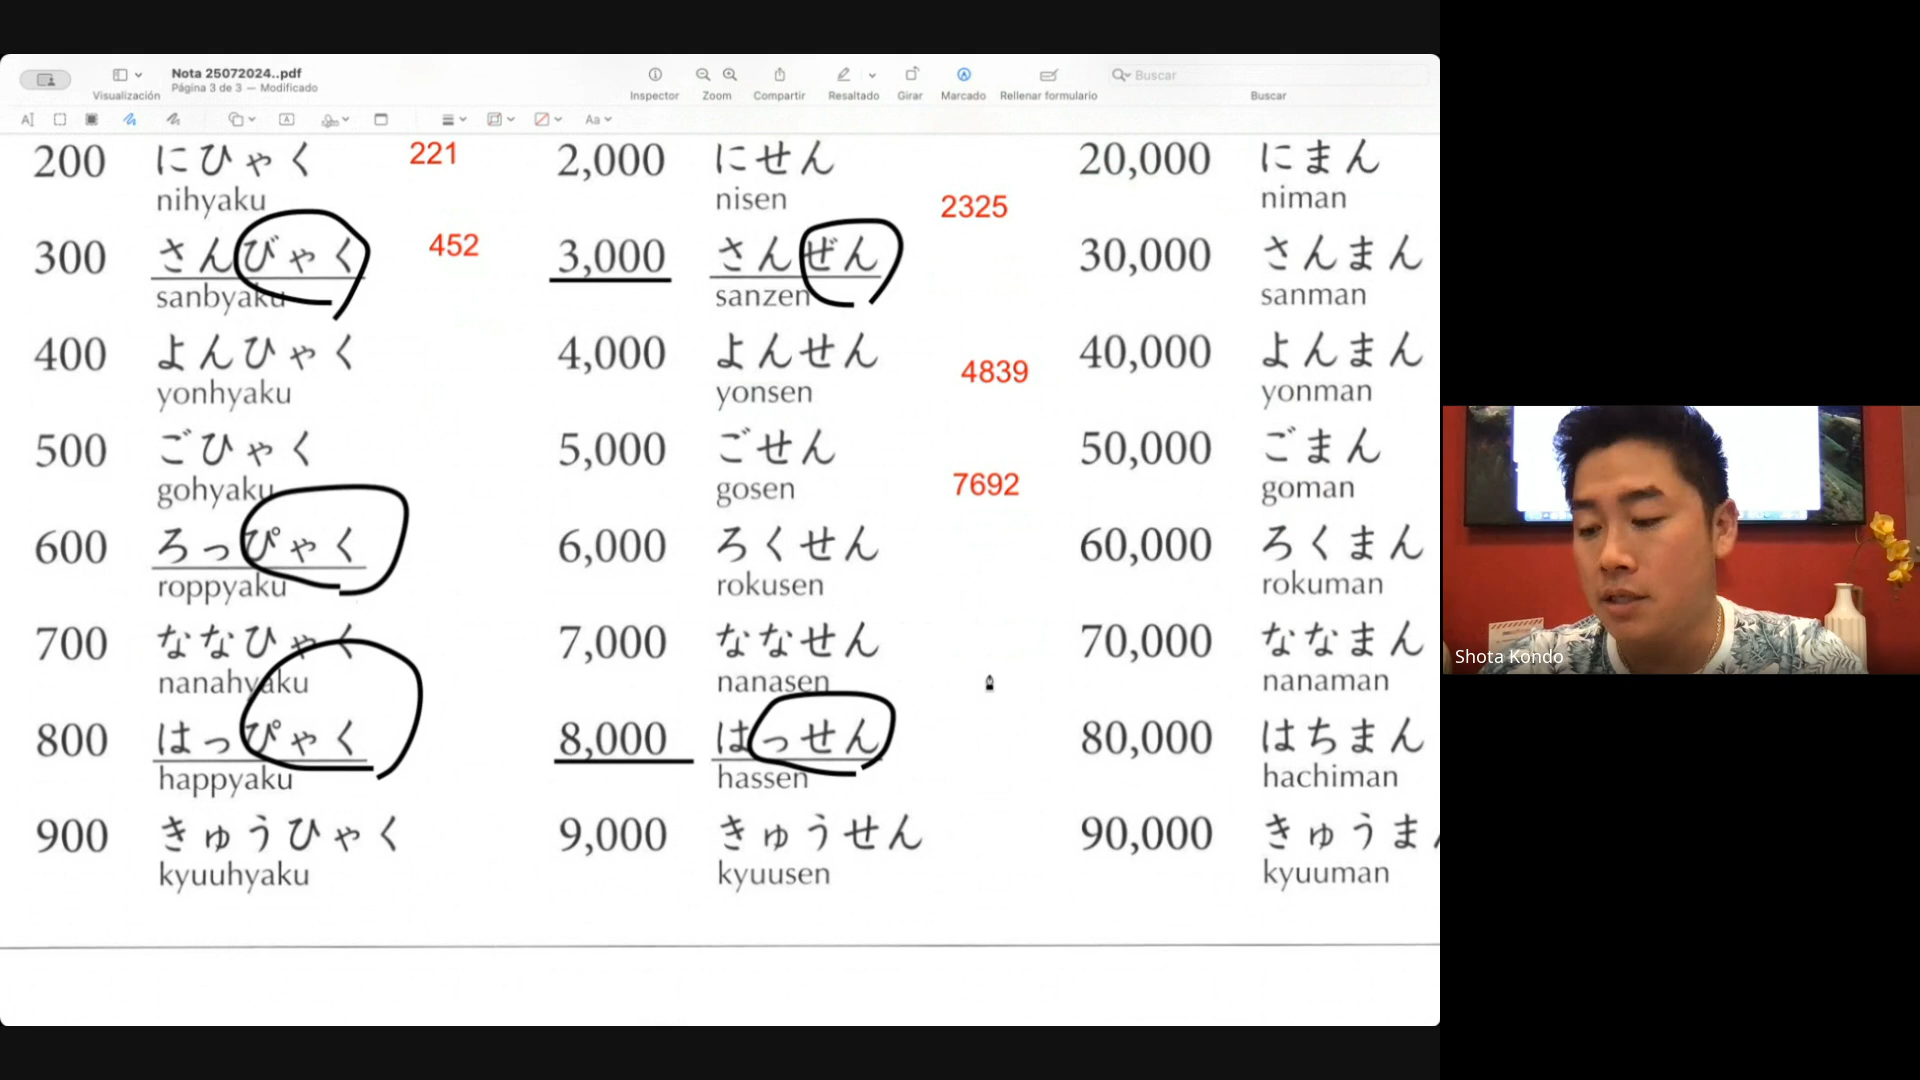 Nota 25072024..pdf
Página 3 de 3 — Modificado
Visualización
Inspector
Zoom
Compartir
Resaltado
Girar
Marcado
Rellenar formulario
Buscar
Buscar
Aa
200 にひゃく 221 2,000 にせん 20,000 にまん
nihyaku nisen niman
2325
300 さんびゃく 452 3,000 さんぜん 30,000 さんまん
sanbyaku sanzen sanman
400 よんひゃく 4,000 よんせん 4839 40,000 よんまん
yonhyaku yonsen yonman
500 ごひゃく 5,000 ごせん 50,000 ごまん
gohyaku gosen 7692 goman
600 ろっぴゃく 6,000 ろくせん 60,000 ろくまん
roppyaku rokusen rokuman
700 ななひゃく 7,000 ななせん 70,000 ななまん
nanahyaku nanasen nanaman
800 はっぴゃく 8,000 はっせん 80,000 はちまん
happyaku hassen hachiman
900 きゅうひゃく 9,000 きゅうせん 90,000 きゅうま
kyuuhyaku kyuusen kyuuman
Shota Kondo